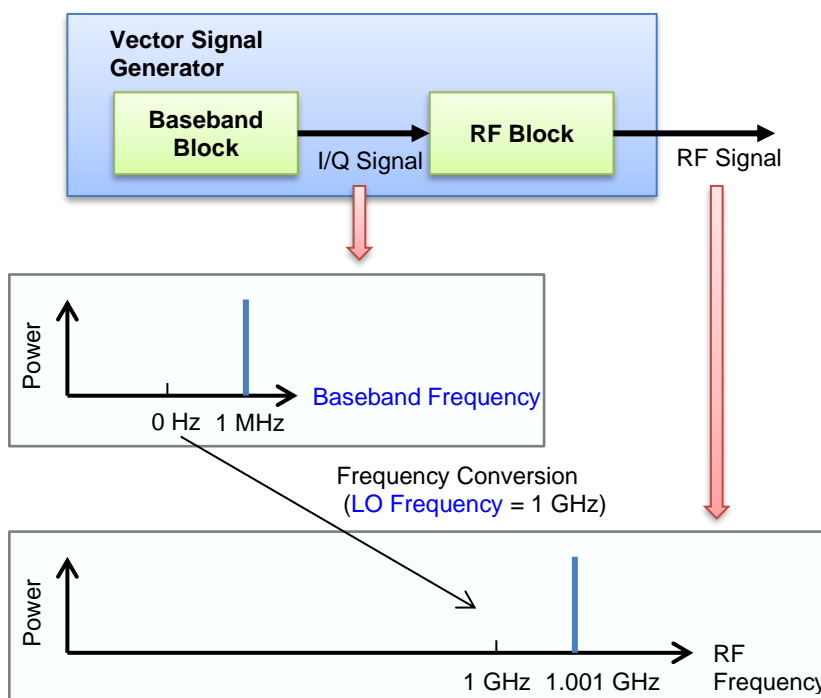 Vector Signal
Generator
Baseband
Block
RF Block
I/Q Signal
RF Signal
Power
Baseband Frequency
0 Hz
1 MHz
Frequency Conversion
(LO Frequency = 1 GHz)
Power
1 GHz
1.001 GHz
RF
Frequency